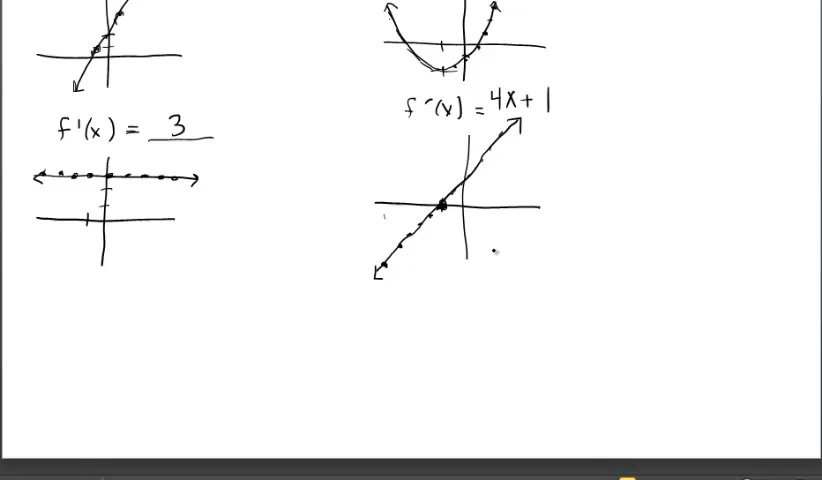 f'(x) = 3
f'(x) = 4x + 1